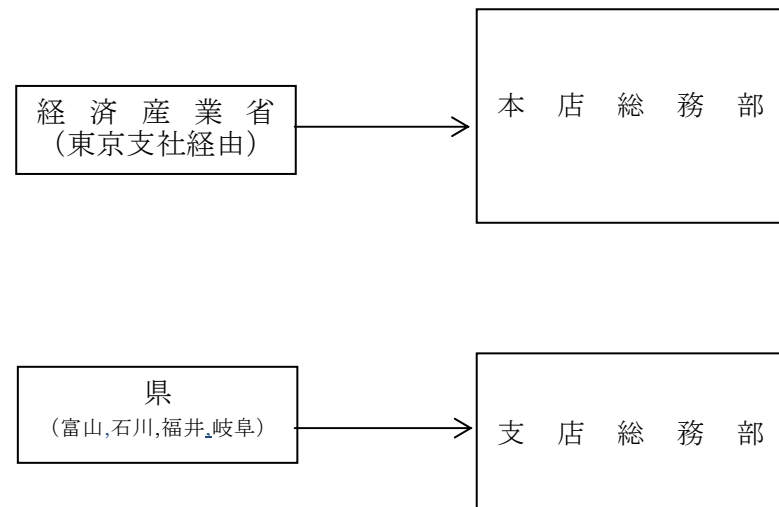 経済産業省
（東京支社経由）
本店総務部
県
（富山,石川,福井,岐阜）
支店総務部